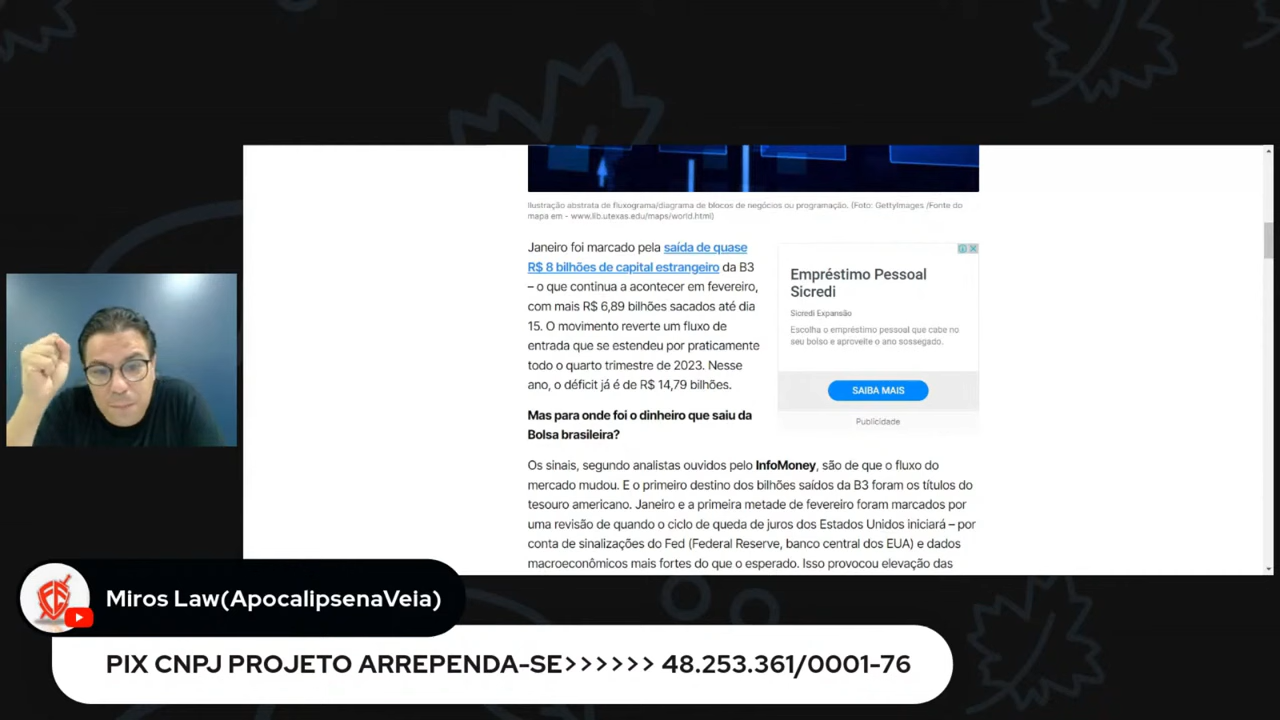 Ilustração abstrata de fluxograma/diagrama de blocos de negócios ou programação. (Foto: GettyImages /Fonte do
mapa em - www.lib.utexas.edu/maps/world.html)
Janeiro foi marcado pela saída de quase
R$ 8 bilhões de capital estrangeiro da B3
– o que continua a acontecer em fevereiro,
com mais R$ 6,89 bilhões sacados até dia
15. O movimento reverte um fluxo de
entrada que se estendeu por praticamente
todo o quarto trimestre de 2023. Nesse
ano, o déficit já é de R$ 14,79 bilhões.
Empréstimo Pessoal
Sicredi
Sicredi Expansão
Escolha o empréstimo pessoal que cabe no
seu bolso e aproveite o ano sossegado.
SAIBA MAIS
Publicidade
Mas para onde foi o dinheiro que saiu da
Bolsa brasileira?
Os sinais, segundo analistas ouvidos pelo InfoMoney, são de que o fluxo do
mercado mudou. E o primeiro destino dos bilhões saídos da B3 foram os títulos do
tesouro americano. Janeiro e a primeira metade de fevereiro foram marcados por
uma revisão de quando o ciclo de queda de juros dos Estados Unidos iniciará – por
conta de sinalizações do Fed (Federal Reserve, banco central dos EUA) e dados
macroeconômicos mais fortes do que o esperado. Isso provocou elevação das
Miros Law(ApocalipsenaVeia)
PIX CNPJ PROJETO ARREPENDA-SE>>>>>> 48.253.361/0001-76